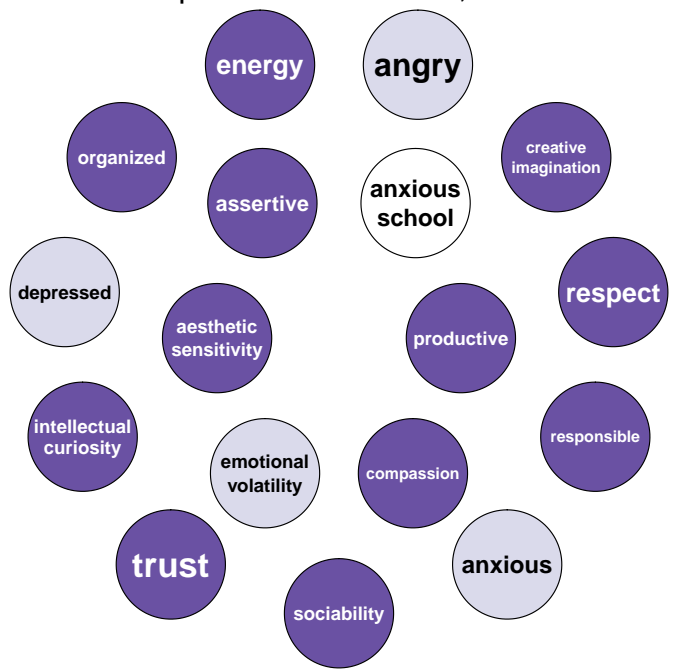 energy
angry
organized
creative
imagination
assertive
anxious
school
depressed
respect
aesthetic
sensitivity
productive
intellectual
curiosity
responsible
emotional
volatility
compassion
trust
anxious
sociability